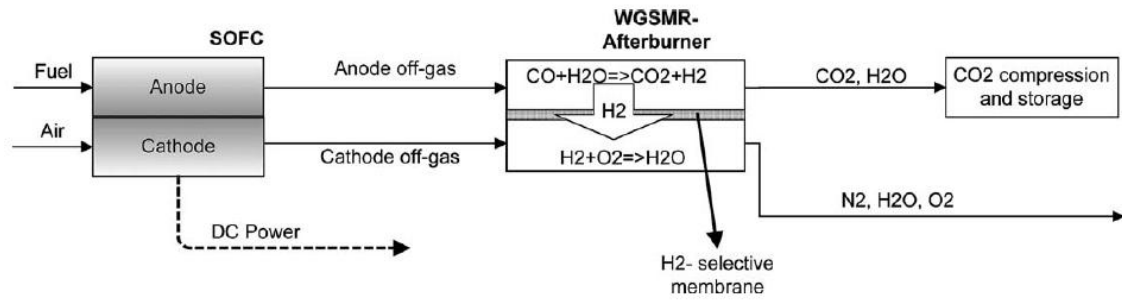 SOFC
WGSMR-
Afterburner
Fuel
Anode
Anode off-gas
CO+H2O=>CO2+H2
CO2, H2O
CO2 compression
and storage
Air
Cathode
Cathode off-gas
H2
H2+O2=>H2O
N2, H2O, O2
DC Power
H2- selective
membrane